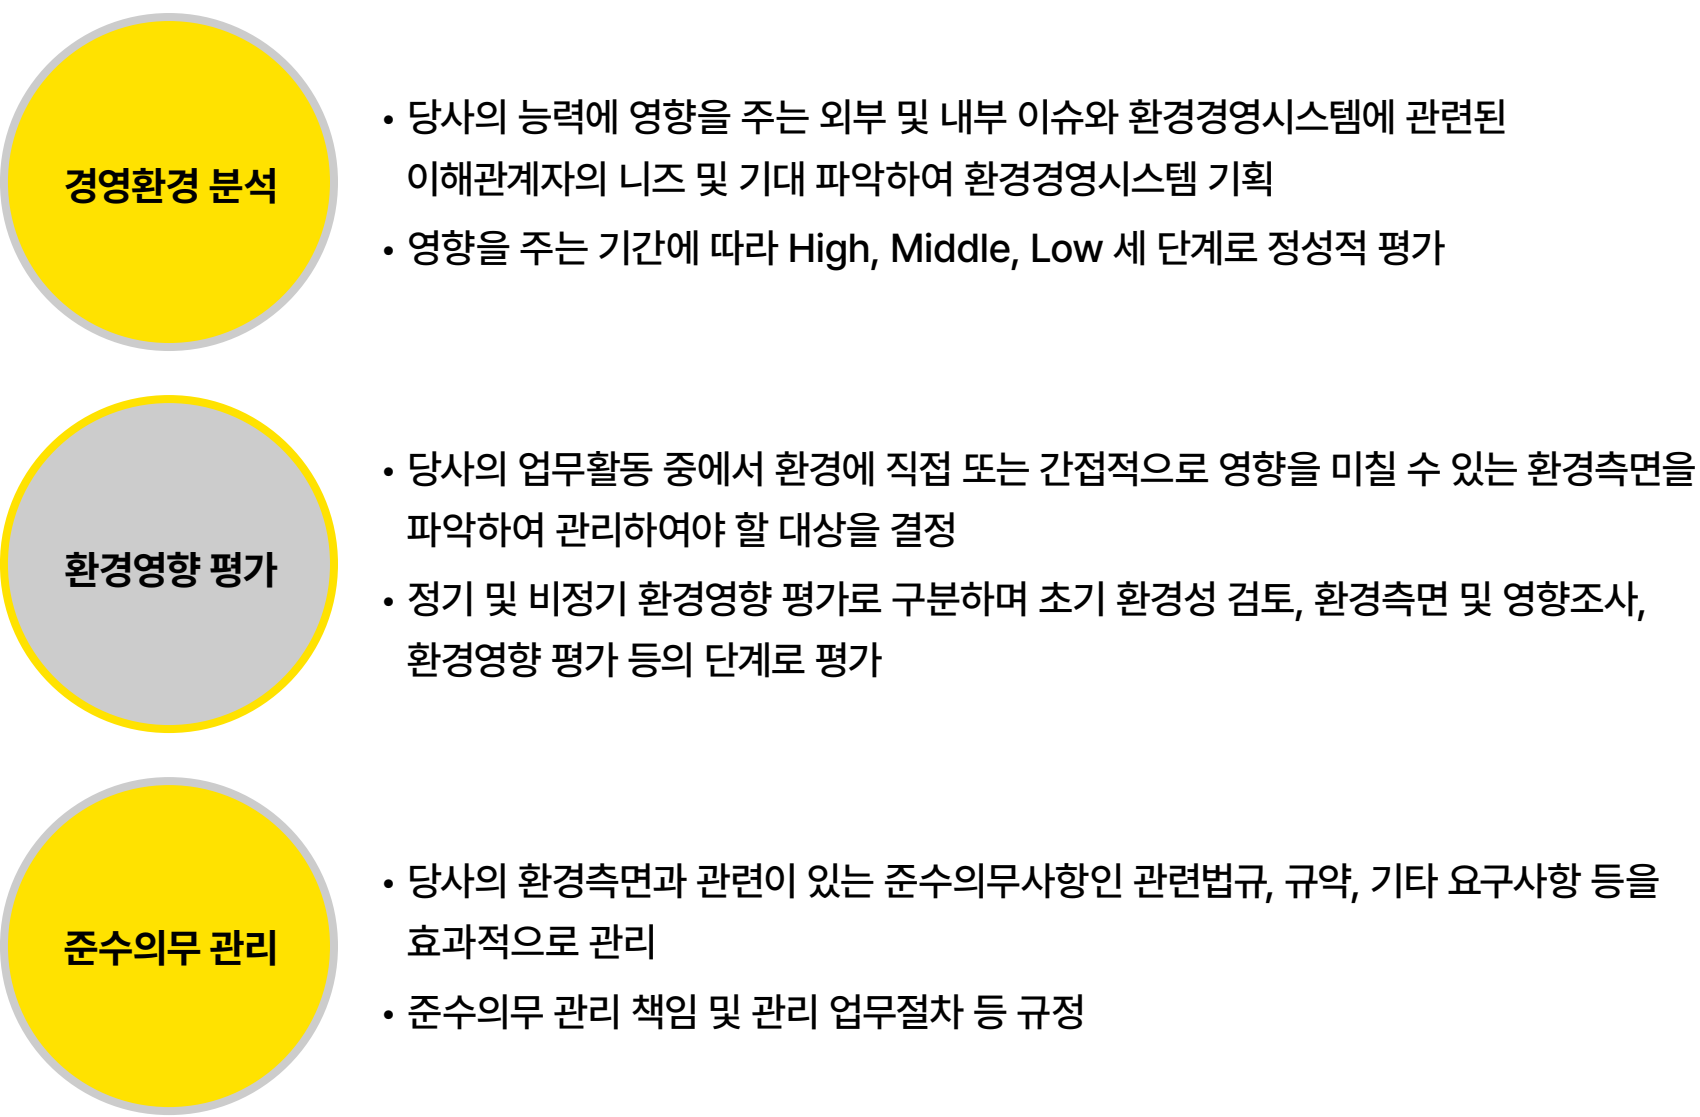 경영환경 분석
• 당사의 능력에 영향을 주는 외부 및 내부 이슈와 환경경영시스템에 관련된
이해관계자의 니즈 및 기대 파악하여 환경경영시스템 기획
• 영향을 주는 기간에 따라 High, Middle, Low 세 단계로 정성적 평가
환경영향 평가
• 당사의 업무활동 중에서 환경에 직접 또는 간접적으로 영향을 미칠 수 있는 환경측면을
파악하여 관리하여야 할 대상을 결정
• 정기 및 비정기 환경영향 평가로 구분하며 초기 환경성 검토, 환경측면 및 영향조사,
환경영향 평가 등의 단계로 평가
준수의무 관리
• 당사의 환경측면과 관련이 있는 준수의무사항인 관련법규, 규약, 기타 요구사항 등을
효과적으로 관리
• 준수의무 관리 책임 및 관리 업무절차 등 규정